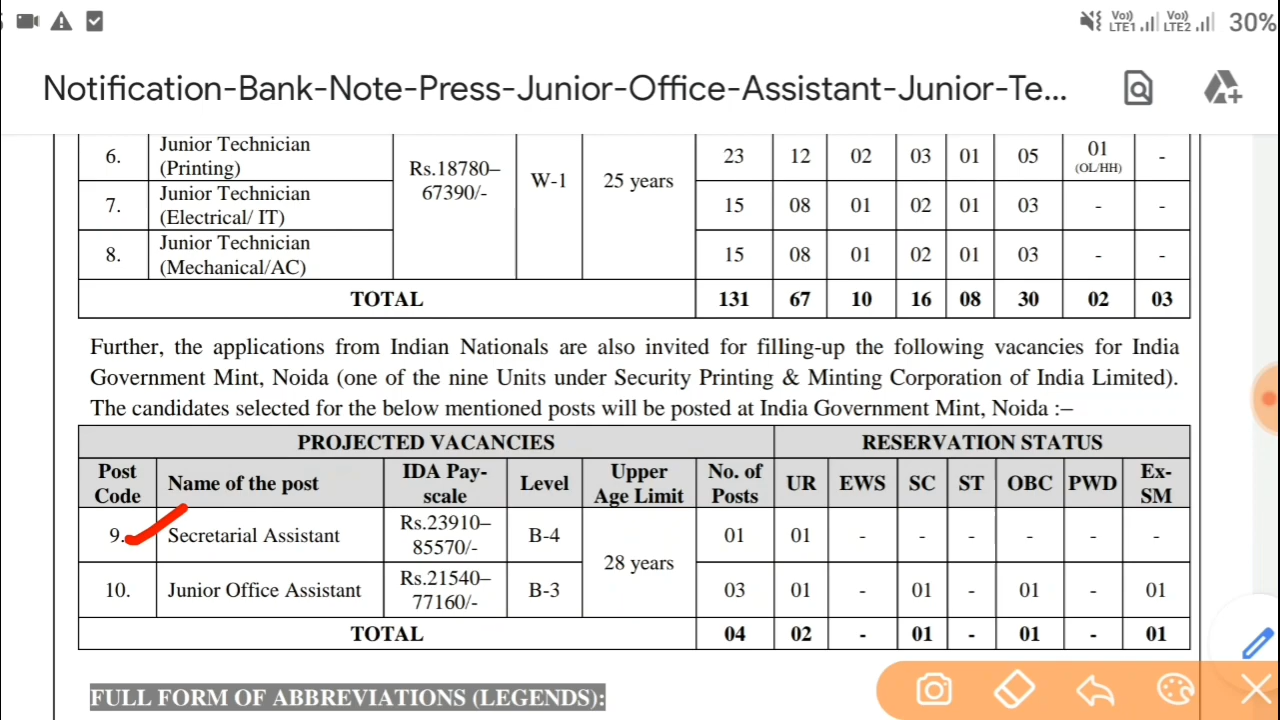 Vo)) Vo)) 30%
LTE1 LTE2
Notification-Bank-Note-Press-Junior-Office-Assistant-Junior-Te...
6. Junior Technician (Printing) Rs.18780–67390/- W-1 25 years 23 12 02 03 01 05 01 (OL/HH) -
7. Junior Technician (Electrical/ IT) 15 08 01 02 01 03 - -
8. Junior Technician (Mechanical/AC) 15 08 01 02 01 03 - -
TOTAL 131 67 10 16 08 30 02 03
Further, the applications from Indian Nationals are also invited for filling-up the following vacancies for India
Government Mint, Noida (one of the nine Units under Security Printing & Minting Corporation of India Limited).
The candidates selected for the below mentioned posts will be posted at India Government Mint, Noida :–
PROJECTED VACANCIES RESERVATION STATUS
Post Code Name of the post IDA Pay-scale Level Upper Age Limit No. of Posts UR EWS SC ST OBC PWD Ex-SM
9. Secretarial Assistant Rs.23910–85570/- B-4 28 years 01 01 - - - - - -
10. Junior Office Assistant Rs.21540–77160/- B-3 03 01 - 01 - 01 - 01
TOTAL 04 02 - 01 - 01 - 01
FULL FORM OF ABBREVIATIONS (LEGENDS):